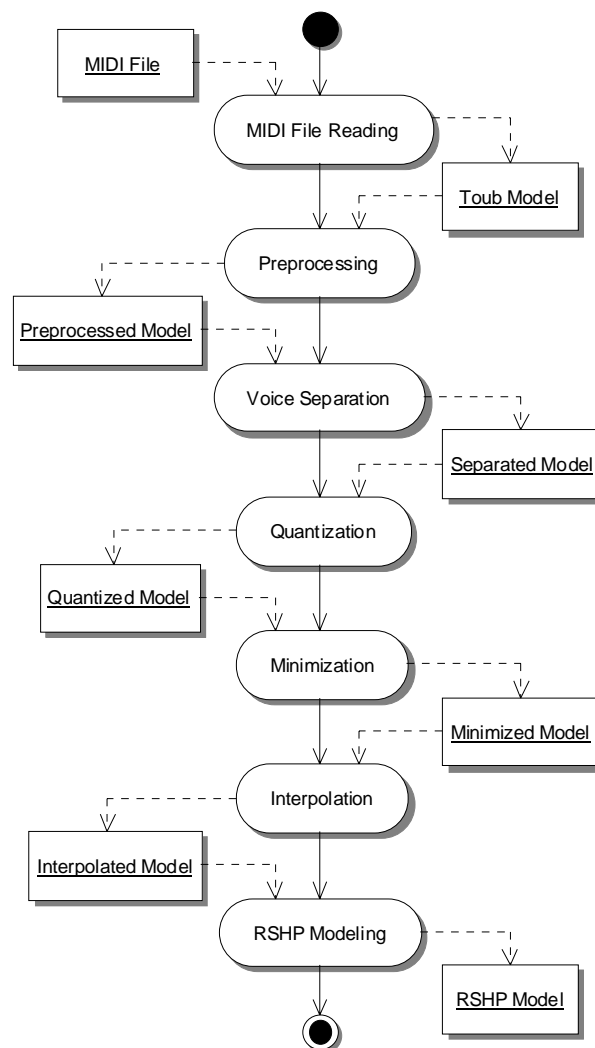 MIDI File
MIDI File Reading
Toub Model
Preprocessing
Preprocessed Model
Voice Separation
Separated Model
Quantization
Quantized Model
Minimization
Minimized Model
Interpolation
Interpolated Model
RSHP Modeling
RSHP Model